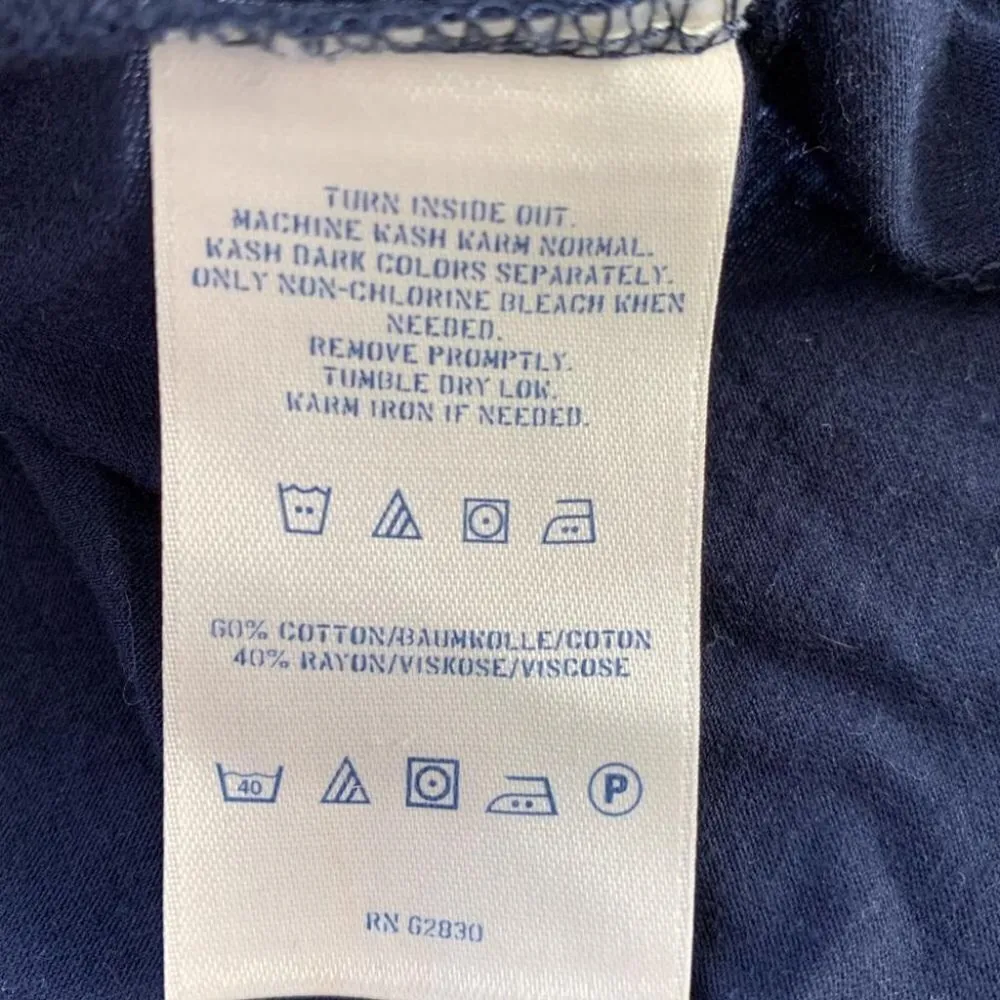 TURN INSIDE OUT.
MACHINE WASH WARM NORMAL.
WASH DARK COLORS SEPARATELY.
ONLY NON-CHLORINE BLEACH WHEN
NEEDED.
REMOVE PROMPTLY.
TUMBLE DRY LOW.
WARM IRON IF NEEDED.
60% COTTON/BAUMWOLLE/COTON
40% RAYON/VISKOSE/VISCOSE
40 P
RN 62830